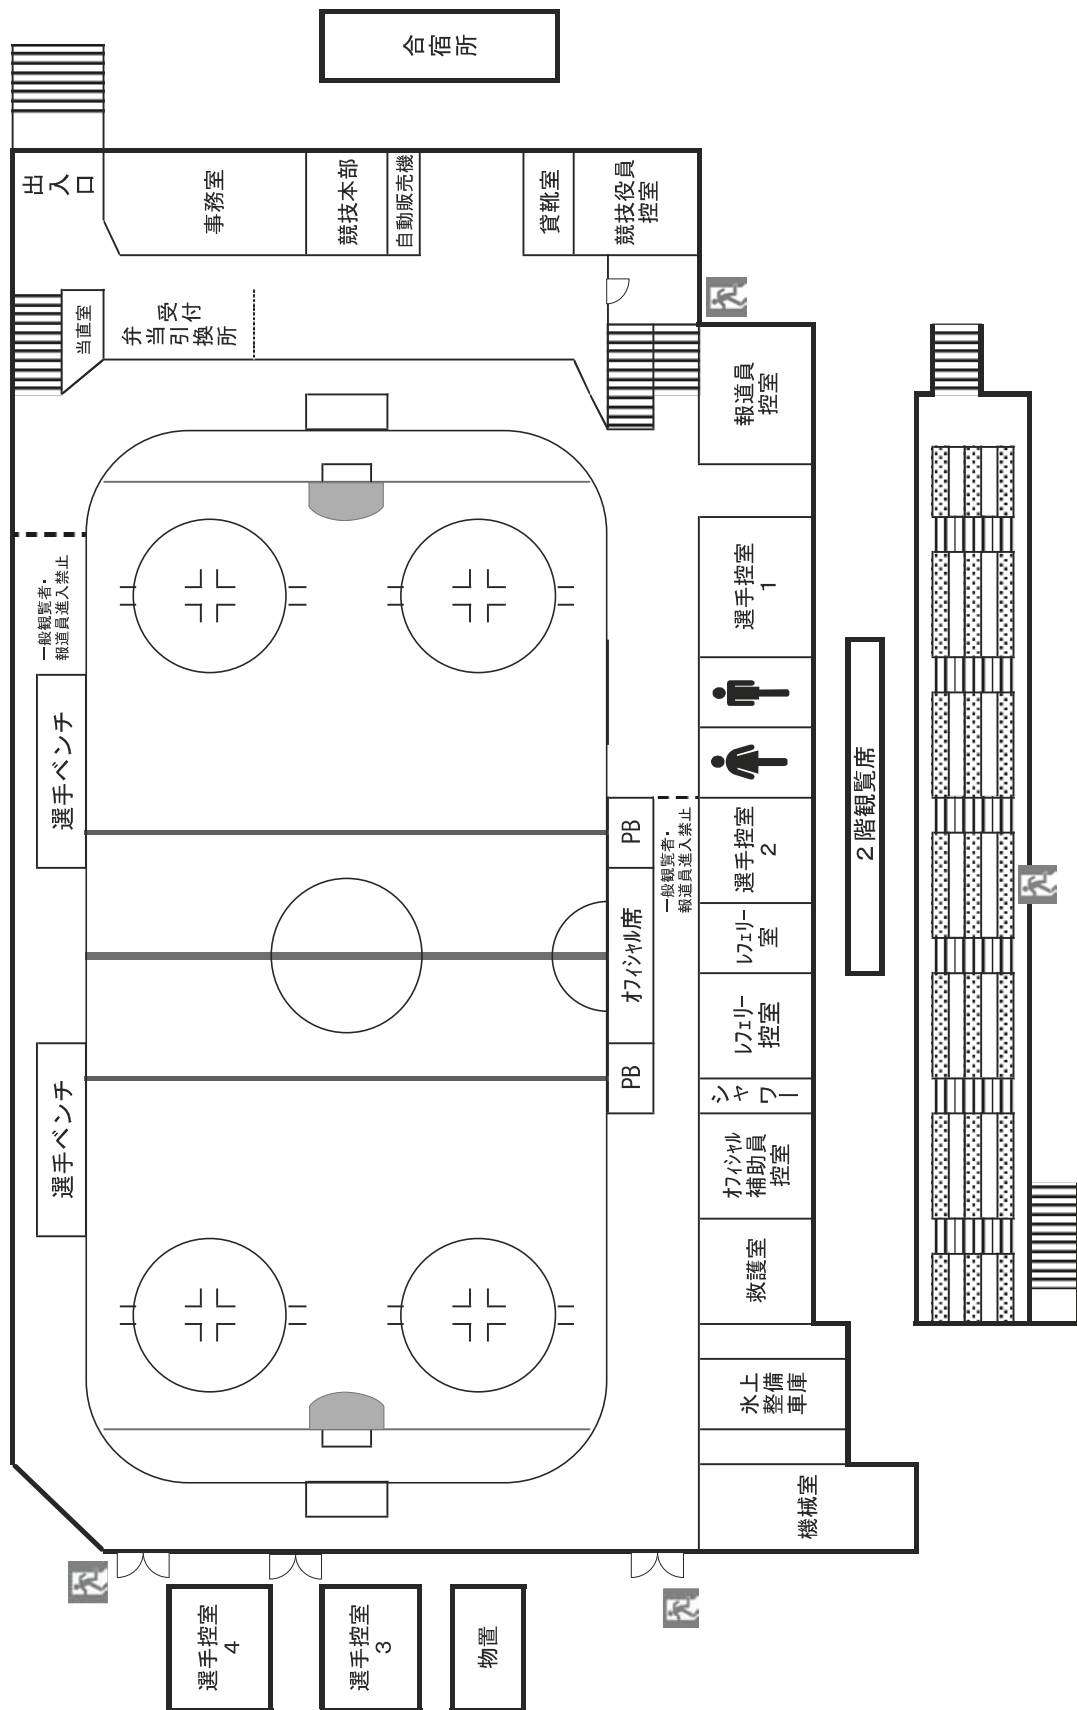 合宿所
出入口
事務室
競技本部
自動販売機
貸靴室
競技役員
控室
当直室
受付
弁当引換所
報道員
控室
一般観覧者・
報道員進入禁止
選手控室
1
選手ベンチ
2階観覧席
PB
一般観覧者・
報道員進入禁止
選手控室
2
オフィシャル席
レフェリー
室
レフェリー
控室
PB
選手ベンチ
シャワー
オフィシャル
補助員
控室
救護室
氷上
整備
車庫
機械室
選手控室
4
選手控室
3
物置